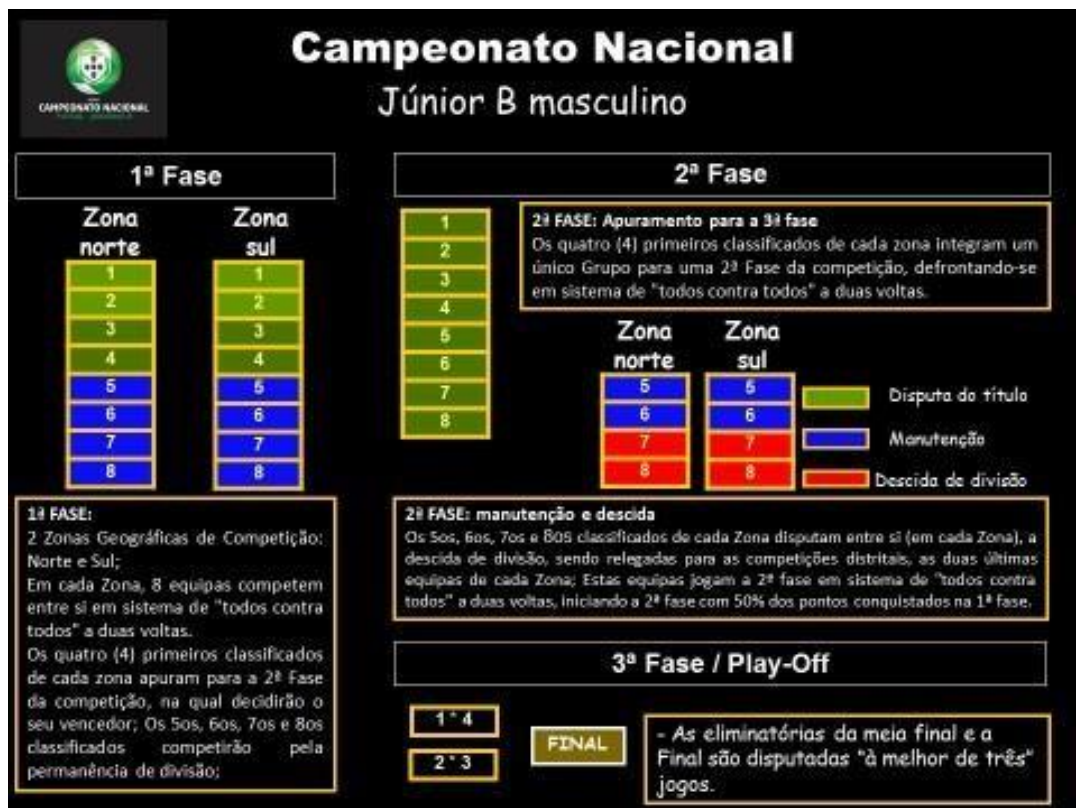 Campeonato Nacional
Júnior B masculino
CAMPEONATO NACIONAL
1ª Fase
Zona norte
Zona sul
1 1
2 2
3 3
4 4
5 5
6 6
7 7
8 8
1ª FASE:
2 Zonas Geográficas de Competição:
Norte e Sul;
Em cada Zona, 8 equipas competem
entre si em sistema de "todos contra
todos" a duas voltas.
Os quatro (4) primeiros classificados
de cada zona apuram para a 2ª Fase
da competição, na qual decidirão o
seu vencedor; Os 5os, 6os, 7os e 8os
classificados competirão pela
permanência de divisão;
2ª Fase
1
2
3
4
5
6
7
8
2ª FASE: Apuramento para a 3ª fase
Os quatro (4) primeiros classificados de cada zona integram um
único Grupo para uma 2ª Fase da competição, defrontando-se
em sistema de "todos contra todos" a duas voltas.
Zona norte
Zona sul
5 5
6 6
7 7
8 8
Disputa do título
Manutenção
Descida de divisão
2ª FASE: manutenção e descida
Os 5os, 6os, 7os e 8os classificados de cada Zona disputam entre si (em cada Zona), a
descida de divisão, sendo relegadas para as competições distritais, as duas últimas
equipas de cada Zona; Estas equipas jogam a 2ª fase em sistema de "todos contra
todos" a duas voltas, iniciando a 2ª fase com 50% dos pontos conquistados na 1ª fase.
3ª Fase / Play-Off
1 * 4
2 * 3
FINAL
- As eliminatórias da meia final e a
Final são disputadas "à melhor de três"
jogos.